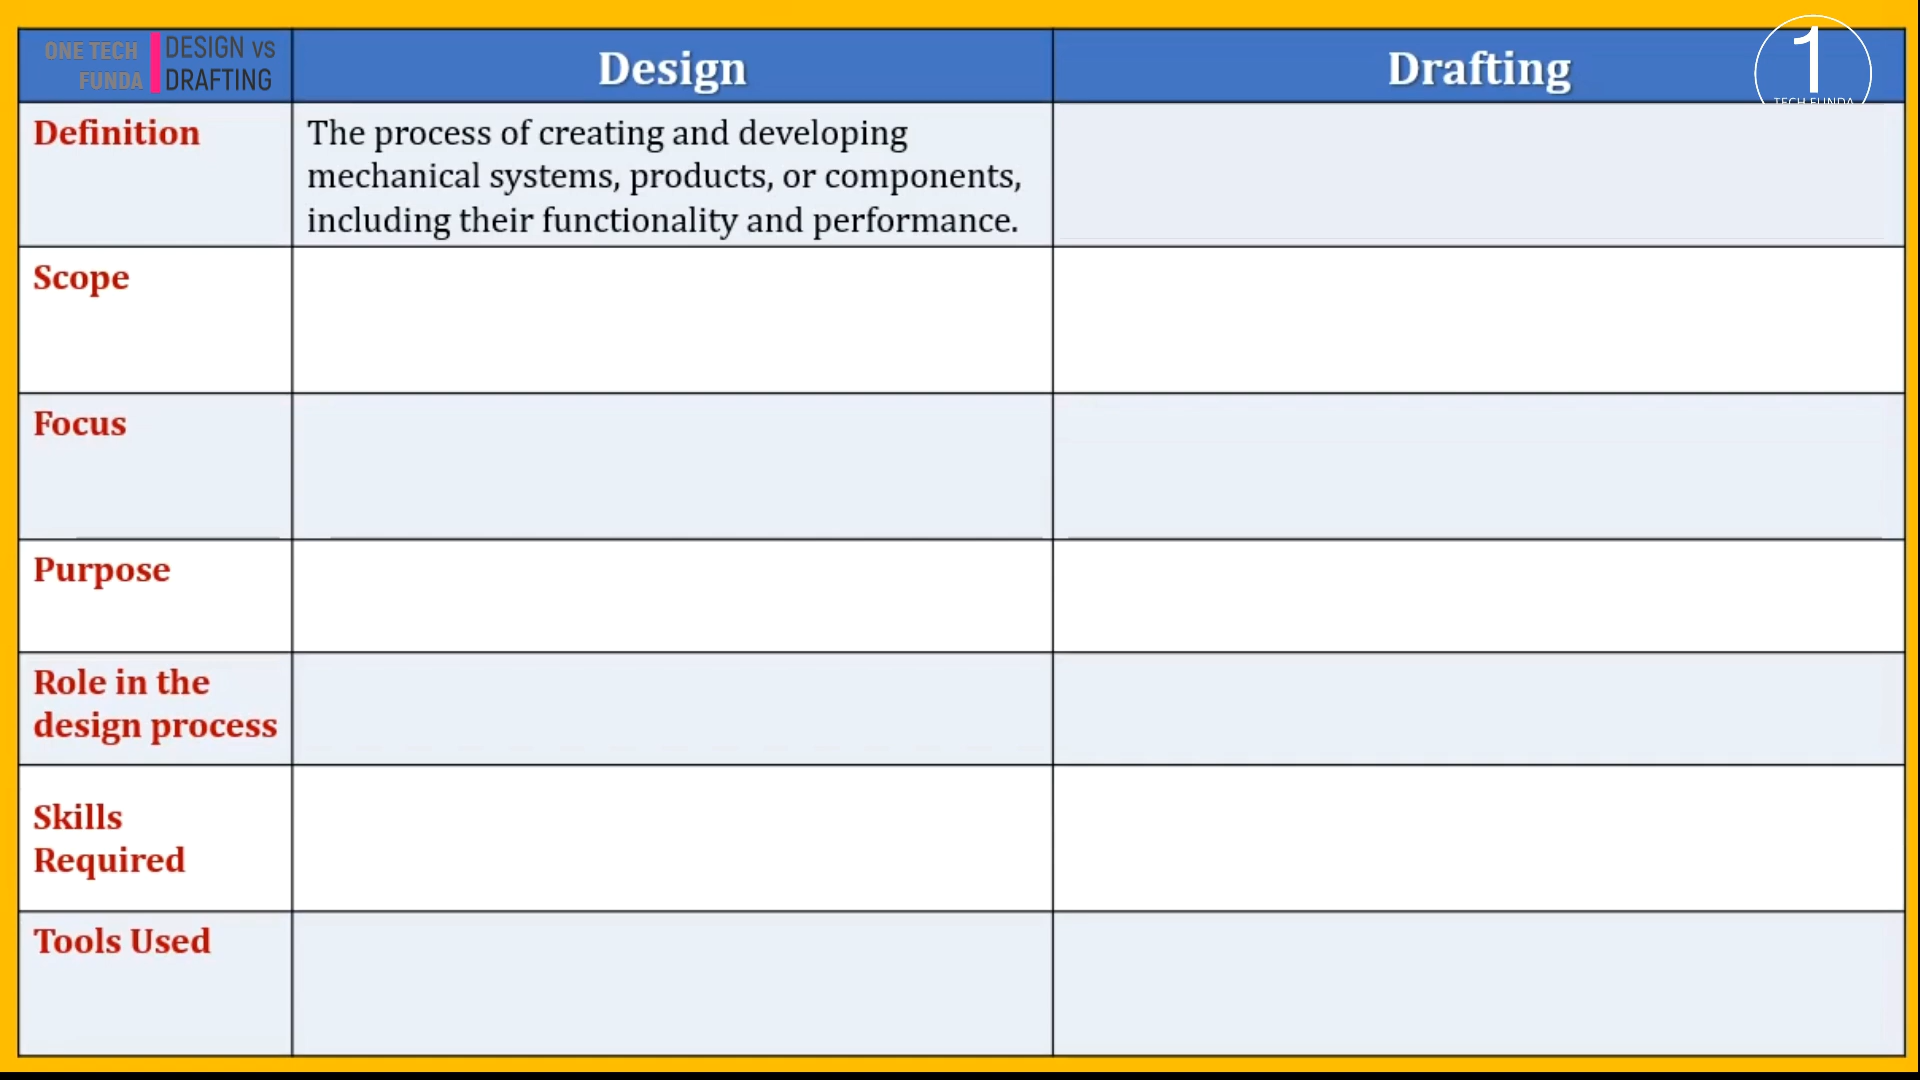 ONE TECH
FUNDA
DESIGN vs
DRAFTING
Design
Drafting
1
TECH FUNDA
Definition
The process of creating and developing
mechanical systems, products, or components,
including their functionality and performance.
Scope
Focus
Purpose
Role in the
design process
Skills
Required
Tools Used